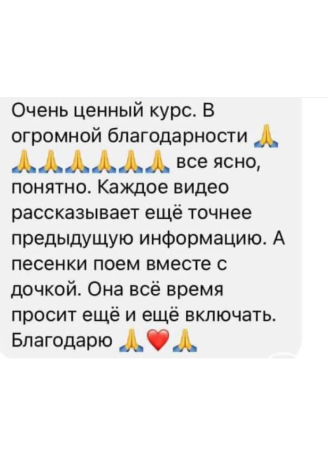 Очень ценный курс. В
огромной благодарности 🙏
🙏🙏🙏🙏🙏🙏 все ясно,
понятно. Каждое видео
рассказывает ещё точнее
предыдущую информацию. А
песенки поем вместе с
дочкой. Она всё время
просит ещё и ещё включать.
Благодарю 🙏❤️🙏